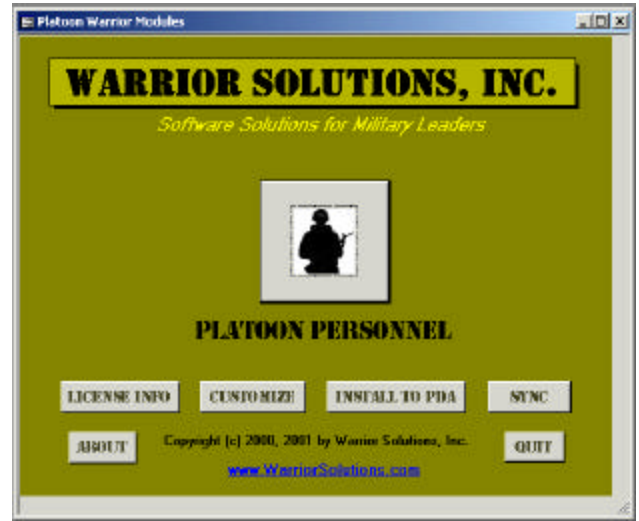 Platoon Warrior Modules
WARRIOR SOLUTIONS, INC.
Software Solutions for Military Leaders
PLATOON PERSONNEL
LICENSE INFO CUSTOMIZE INSTALL TO PDA SYNC
ABOUT Copyright (c) 2000, 2001 by Warrior Solutions, Inc. QUIT
www.WarriorSolutions.com